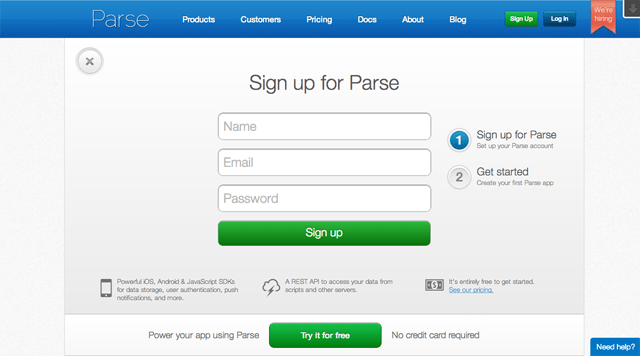 Parse Products Customers Pricing Docs About Blog Sign Up Log In We're
hiring
Sign up for Parse
Name
Email
Password
Sign up
1 Sign up for Parse
Set up your Parse account
2 Get started
Create your first Parse app
Powerful iOS, Android & JavaScript SDKs
for data storage, user authentication, push
notifications, and more.
A REST API to access your data from
scripts and other servers.
It's entirely free to get started.
See our pricing.
Power your app using Parse Try it for free No credit card required
Need help?